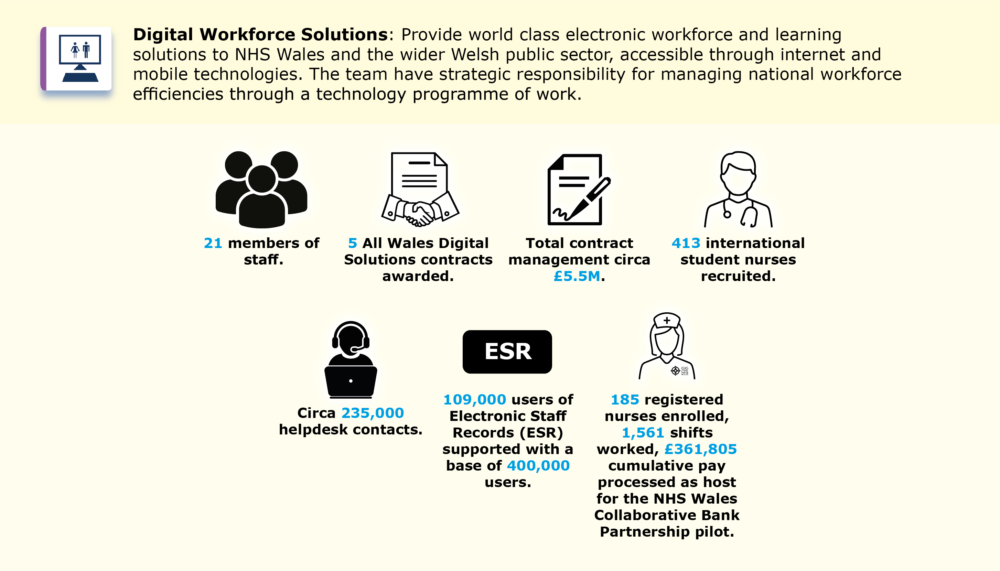 Digital Workforce Solutions: Provide world class electronic workforce and learning
solutions to NHS Wales and the wider Welsh public sector, accessible through internet and
mobile technologies. The team have strategic responsibility for managing national workforce
efficiencies through a technology programme of work.
21 members of
staff.
5 All Wales Digital
Solutions contracts
awarded.
Total contract
management circa
£5.5M.
413 international
student nurses
recruited.
Circa 235,000
helpdesk contacts.
ESR
109,000 users of
Electronic Staff
Records (ESR)
supported with a
base of 400,000
users.
GIG
CYMRU
NHS
WALES
185 registered
nurses enrolled,
1,561 shifts
worked, £361,805
cumulative pay
processed as host
for the NHS Wales
Collaborative Bank
Partnership pilot.